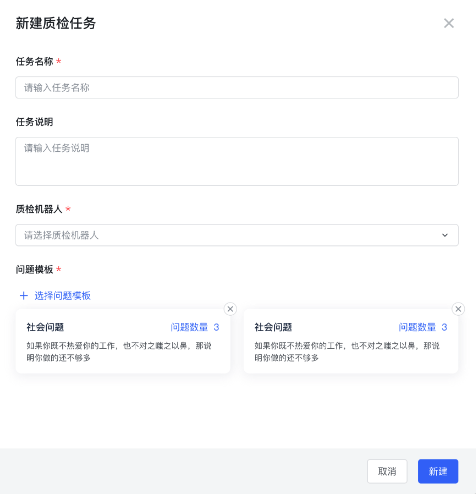 新建质检任务
任务名称 *
请输入任务名称
任务说明
请输入任务说明
质检机器人 *
请选择质检机器人
问题模板 *
+ 选择问题模板
社会问题 问题数量 3
如果你既不热爱你的工作，也不对之嗤之以鼻，那说
明你做的还不够多
社会问题 问题数量 3
如果你既不热爱你的工作，也不对之嗤之以鼻，那说
明你做的还不够多
取消 新建